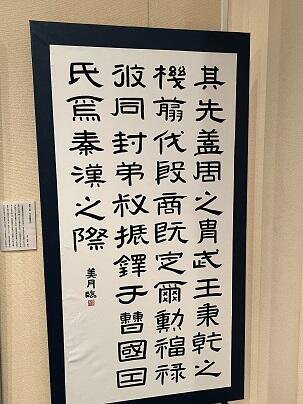 其先盖周之胄武王秉乾之
機翦伐殷商既定爾勳福祿
攸同封弟叔振鐸于曹國因
氏焉秦漢之際
美月臨